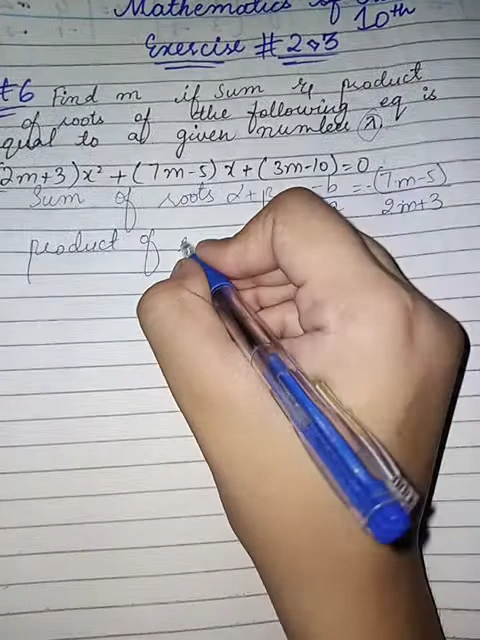 Mathematics of
10th
Exercise # 2.3
#6 Find m if sum & product
of roots of the following eq is
equal to a given number (λ)
(2m+3)x² + (7m-5)x + (3m-10) = 0
Sum of roots α+β -b = -(7m-5)
a 2m+3
product of